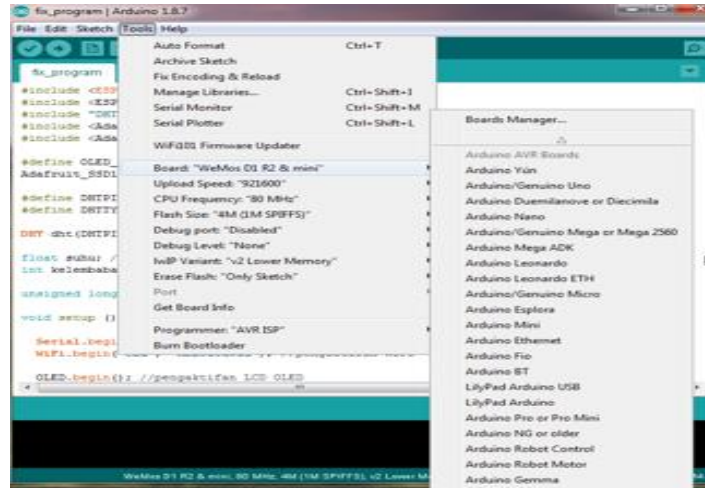 fix_program | Arduino 1.8.7
File Edit Sketch Tools Help
fix_program
#include <ESP
#include "DHT
#include <Ada
#include <Ada
#define OLED_
Adafruit_SSD1
#define DHTPI
#define DHTTY
DHT dht(DHTPI
float suhu; /
int kelembaba
unsigned long
void setup ()
Serial.begi
WiFi.begin(
OLED.begin(); //pengaktifan LCD OLED
Auto Format Ctrl+T
Archive Sketch
Fix Encoding & Reload
Manage Libraries... Ctrl+Shift+I
Serial Monitor Ctrl+Shift+M
Serial Plotter Ctrl+Shift+L
WiFi101 Firmware Updater
Board: "WeMos D1 R2 & mini"
Upload Speed: "921600"
CPU Frequency: "80 MHz"
Flash Size: "4M (1M SPIFFS)"
Debug port: "Disabled"
Debug Level: "None"
lwIP Variant: "v2 Lower Memory"
Erase Flash: "Only Sketch"
Port
Get Board Info
Programmer: "AVR ISP"
Burn Bootloader
Boards Manager...
Arduino AVR Boards
Arduino Yún
Arduino/Genuino Uno
Arduino Duemilanove or Diecimila
Arduino Nano
Arduino/Genuino Mega or Mega 2560
Arduino Mega ADK
Arduino Leonardo
Arduino Leonardo ETH
Arduino/Genuino Micro
Arduino Esplora
Arduino Mini
Arduino Ethernet
Arduino Fio
Arduino BT
LilyPad Arduino USB
LilyPad Arduino
Arduino Pro or Pro Mini
Arduino NG or older
Arduino Robot Control
Arduino Robot Motor
Arduino Gemma
WeMos D1 R2 & mini, 80 MHz, 4M (1M SPIFFS), v2 Lower M